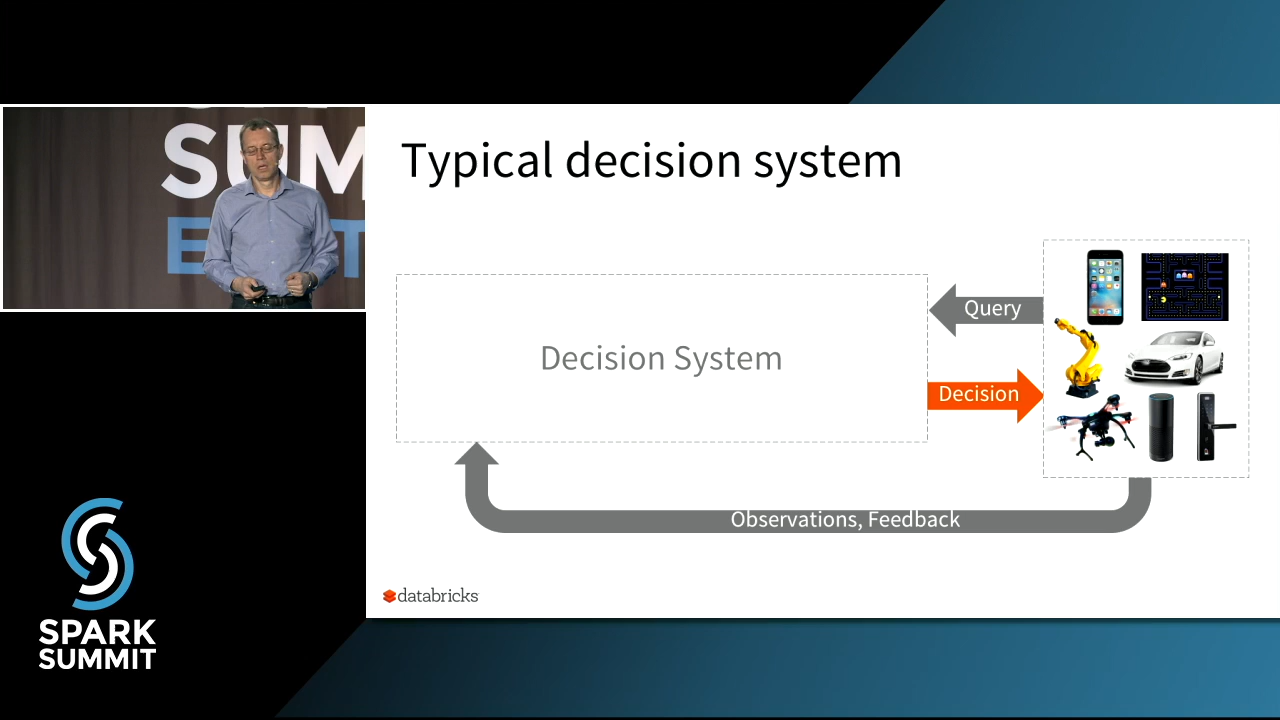 SUM
E T
Typical decision system
Decision System
Query
Decision
Observations, Feedback
databricks
SPARK
SUMMIT